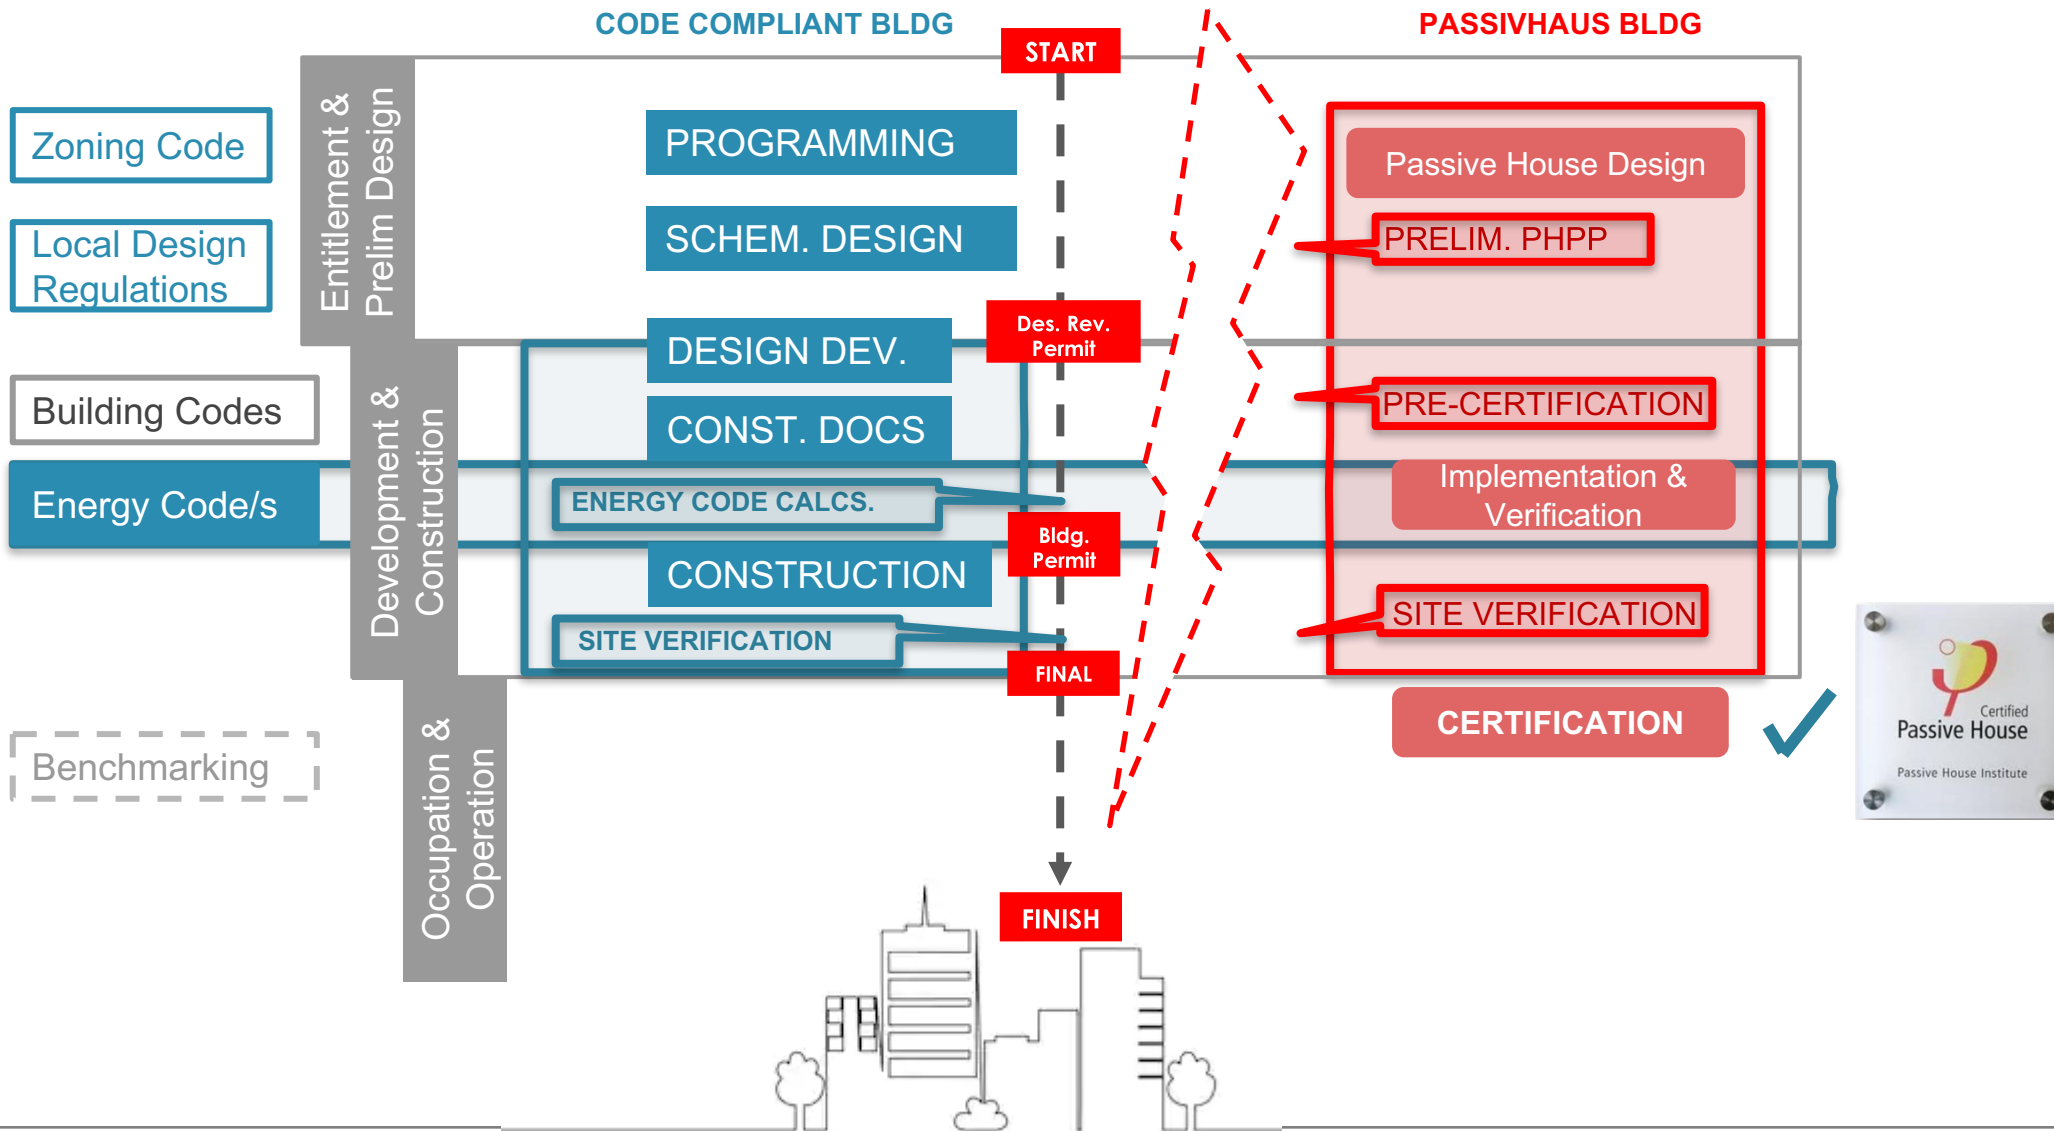 CODE COMPLIANT BLDG
PASSIVHAUS BLDG
START
Zoning Code
Local Design
Regulations
Building Codes
Energy Code/s
Benchmarking
Entitlement &
Prelim Design
Development &
Construction
Occupation &
Operation
PROGRAMMING
SCHEM. DESIGN
Des. Rev.
Permit
DESIGN DEV.
CONST. DOCS
ENERGY CODE CALCS.
Bldg.
Permit
CONSTRUCTION
SITE VERIFICATION
FINAL
FINISH
Passive House Design
PRELIM. PHPP
PRE-CERTIFICATION
Implementation &
Verification
SITE VERIFICATION
CERTIFICATION
Certified
Passive House
Passive House Institute